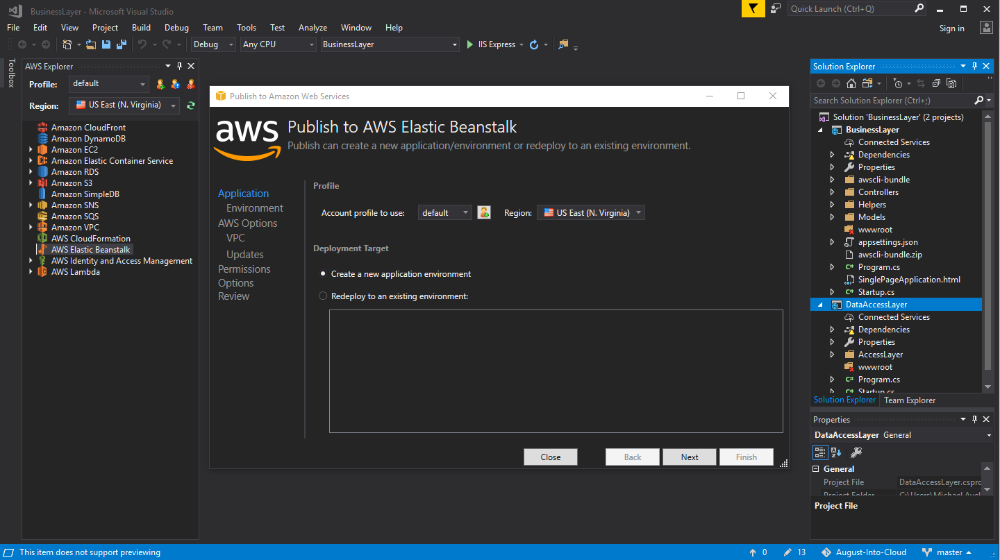 BusinessLayer - Microsoft Visual Studio
Quick Launch (Ctrl+Q)
File Edit View Project Build Debug Team Tools Test Analyze Window Help
Sign in
Debug Any CPU BusinessLayer IIS Express
Toolbox
AWS Explorer
Profile: default
Region: US East (N. Virginia)
Amazon CloudFront
Amazon DynamoDB
Amazon EC2
Amazon Elastic Container Service
Amazon RDS
Amazon S3
Amazon SimpleDB
Amazon SNS
Amazon SQS
Amazon VPC
AWS CloudFormation
AWS Elastic Beanstalk
AWS Identity and Access Management
AWS Lambda
Publish to Amazon Web Services
aws
Publish to AWS Elastic Beanstalk
Publish can create a new application/environment or redeploy to an existing environment.
Application
Environment
AWS Options
VPC
Updates
Permissions
Options
Review
Profile
Account profile to use: default Region: US East (N. Virginia)
Deployment Target
Create a new application environment
Redeploy to an existing environment:
Close Back Next Finish
Solution Explorer
Search Solution Explorer (Ctrl+;)
Solution 'BusinessLayer' (2 projects)
BusinessLayer
Connected Services
Dependencies
Properties
awscli-bundle
Controllers
Helpers
Models
wwwroot
appsettings.json
awscli-bundle.zip
C# Program.cs
SinglePageApplication.html
C# Startup.cs
DataAccessLayer
Connected Services
Dependencies
Properties
AccessLayer
wwwroot
C# Program.cs
C# Startup.cs
Solution Explorer Team Explorer
Properties
DataAccessLayer General
General
Project File DataAccessLayer.cspro
Project Folder C:\Users\Michael
Project File
This item does not support previewing
0 13 August-Into-Cloud master